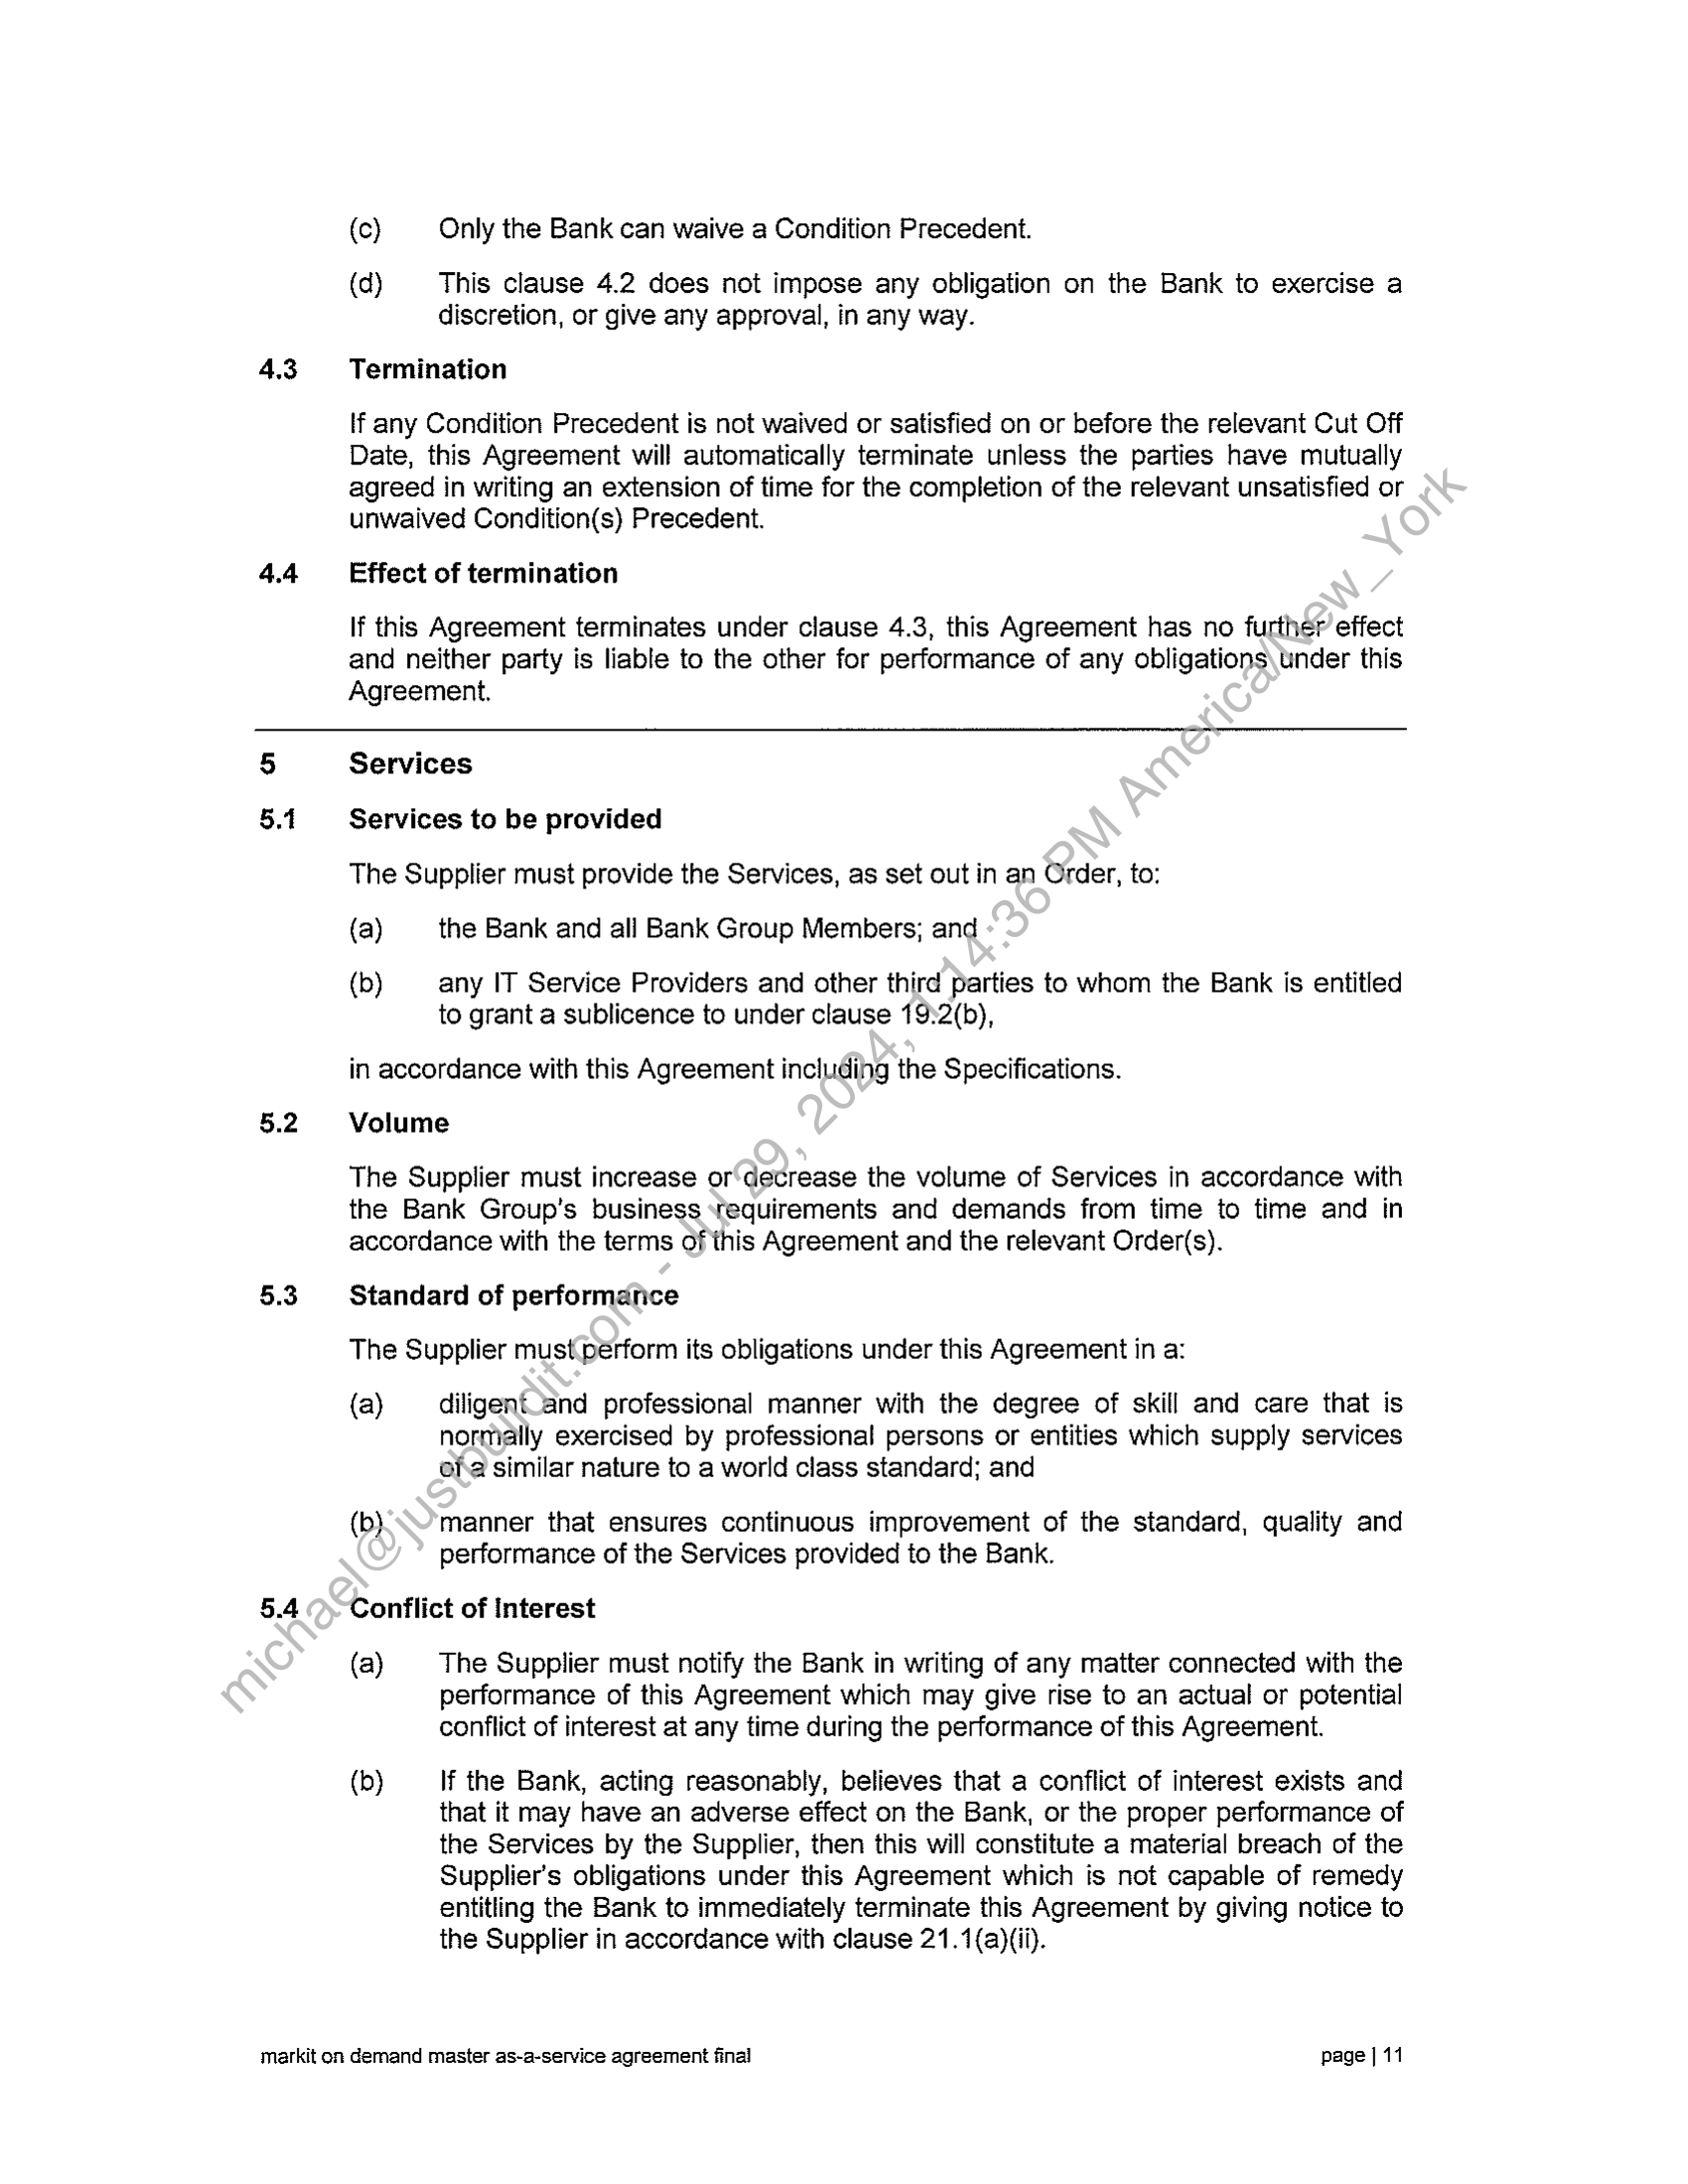 (c) Only the Bank can waive a Condition Precedent.
(d) This clause 4.2 does not impose any obligation on the Bank to exercise a
discretion, or give any approval, in any way.
4.3 Termination
If any Condition Precedent is not waived or satisfied on or before the relevant Cut Off
Date, this Agreement will automatically terminate unless the parties have mutually
agreed in writing an extension of time for the completion of the relevant unsatisfied or
unwaived Condition(s) Precedent.
4.4 Effect of termination
If this Agreement terminates under clause 4.3, this Agreement has no further effect
and neither party is liable to the other for performance of any obligations under this
Agreement.
5 Services
5.1 Services to be provided
The Supplier must provide the Services, as set out in an Order, to:
(a) the Bank and all Bank Group Members; and
(b) any IT Service Providers and other third parties to whom the Bank is entitled
to grant a sublicence to under clause 19.2(b),
in accordance with this Agreement including the Specifications.
5.2 Volume
The Supplier must increase or decrease the volume of Services in accordance with
the Bank Group's business requirements and demands from time to time and in
accordance with the terms of this Agreement and the relevant Order(s).
5.3 Standard of performance
The Supplier must perform its obligations under this Agreement in a:
(a) diligent and professional manner with the degree of skill and care that is
normally exercised by professional persons or entities which supply services
of a similar nature to a world class standard; and
(b) manner that ensures continuous improvement of the standard, quality and
performance of the Services provided to the Bank.
5.4 Conflict of Interest
(a) The Supplier must notify the Bank in writing of any matter connected with the
performance of this Agreement which may give rise to an actual or potential
conflict of interest at any time during the performance of this Agreement.
(b) If the Bank, acting reasonably, believes that a conflict of interest exists and
that it may have an adverse effect on the Bank, or the proper performance of
the Services by the Supplier, then this will constitute a material breach of the
Supplier's obligations under this Agreement which is not capable of remedy
entitling the Bank to immediately terminate this Agreement by giving notice to
the Supplier in accordance with clause 21.1(a)(ii).
markit on demand master as-a-service agreement final page | 11
michael@justbuildit.com - Jul 29, 2024, 1:14:36 PM America/New_York